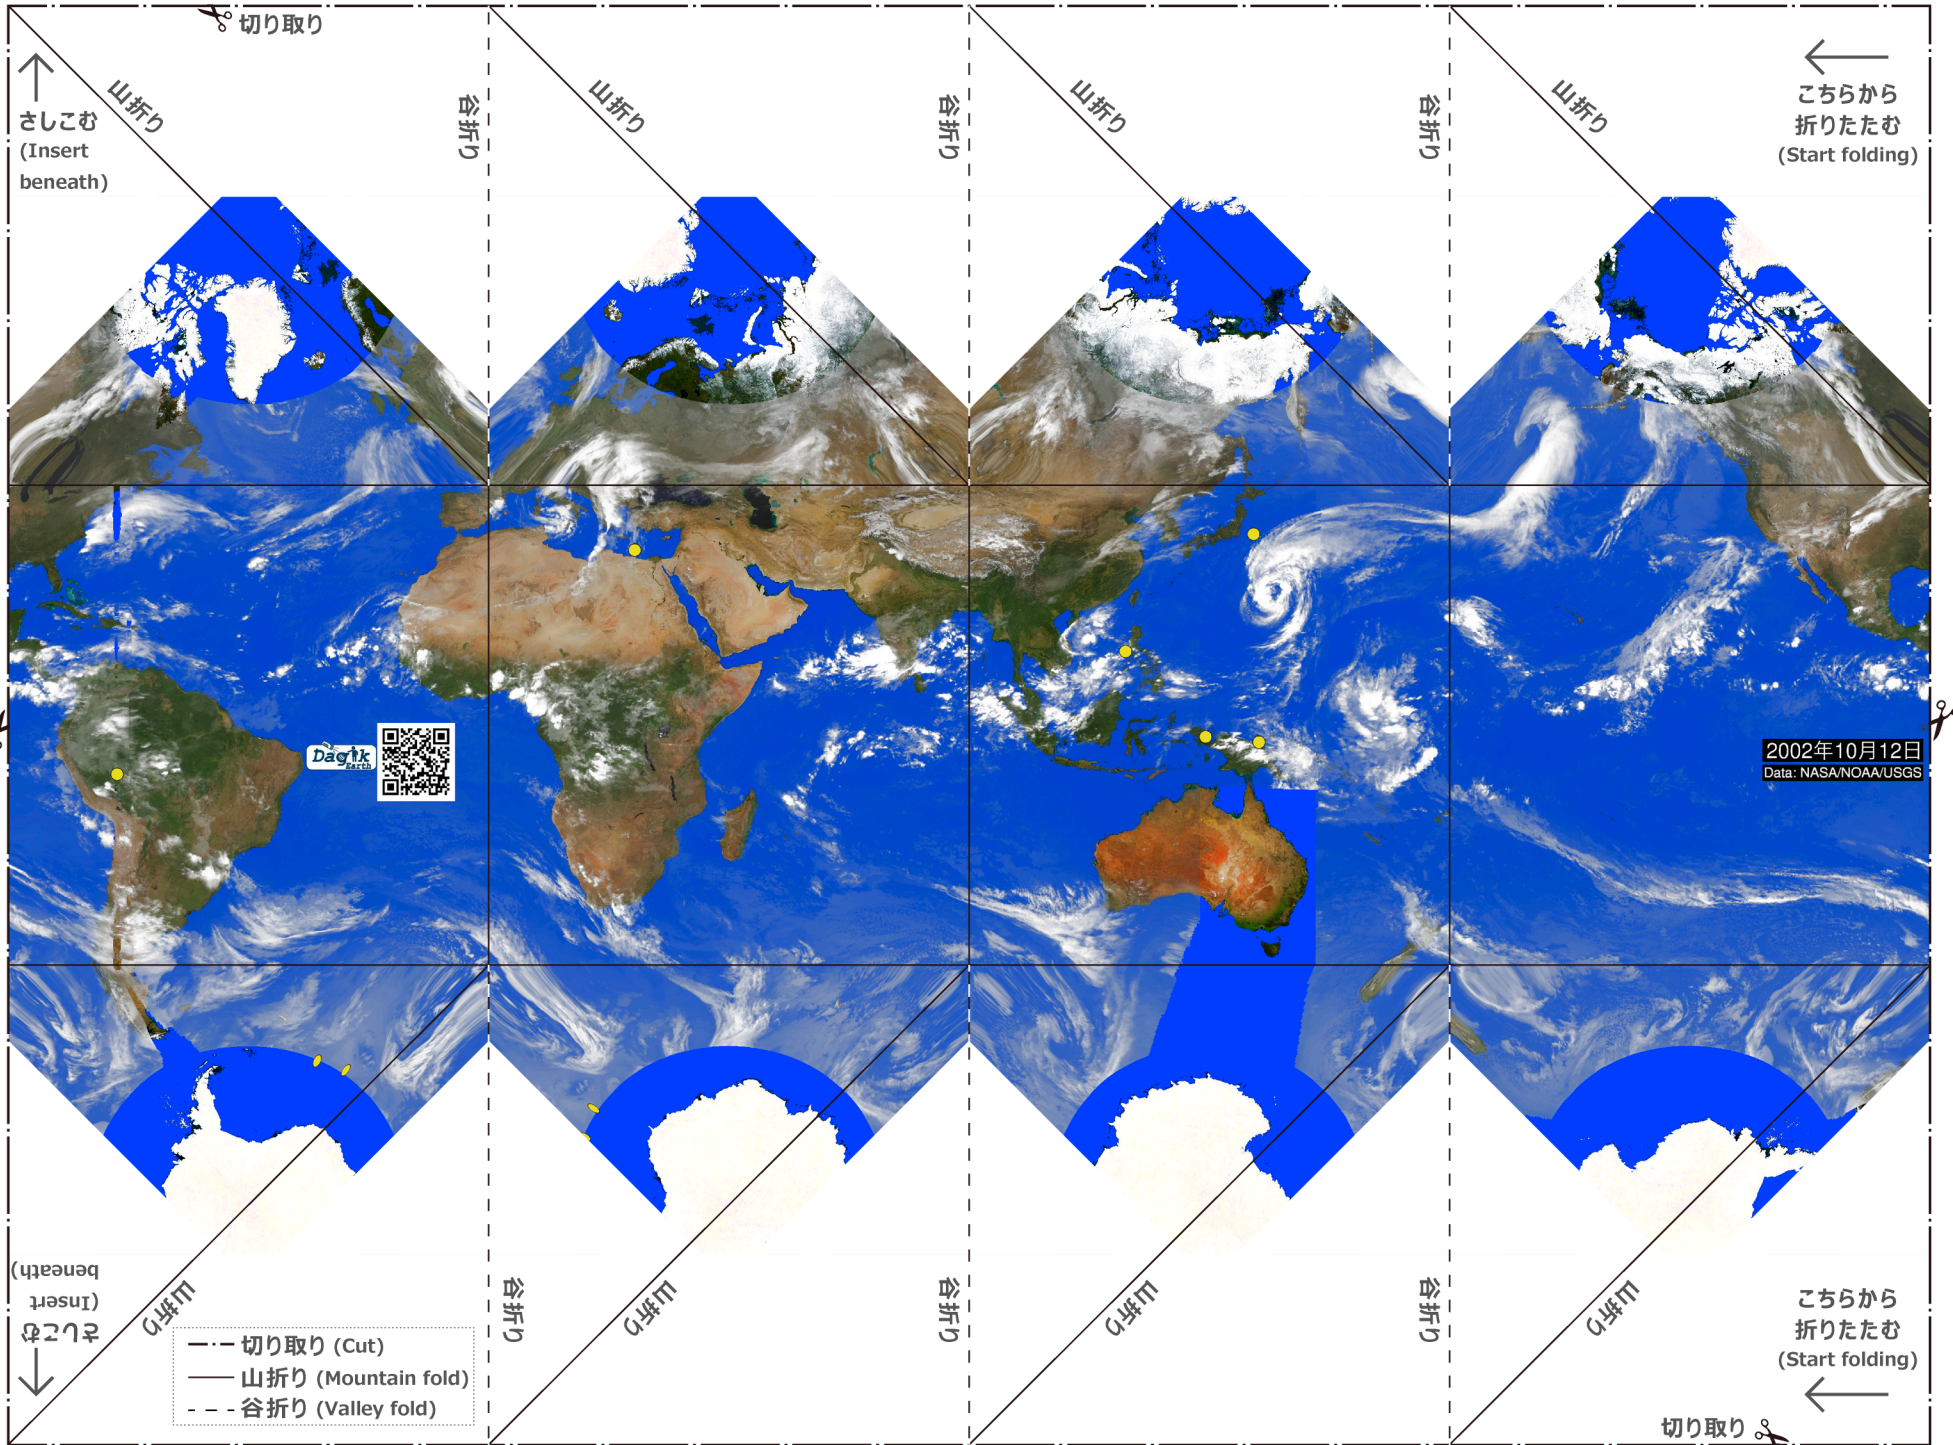 切り取り
さしこむ
(Insert
beneath)
山折り
谷折り
山折り
谷折り
山折り
谷折り
山折り
こちらから
折りたたむ
(Start folding)
Dagik
Earth
2002年10月12日
Data: NASA/NOAA/USGS
さしこむ
(Insert
beneath)
山折り
谷折り
山折り
谷折り
山折り
谷折り
山折り
こちらから
折りたたむ
(Start folding)
切り取り (Cut)
山折り (Mountain fold)
谷折り (Valley fold)
切り取り